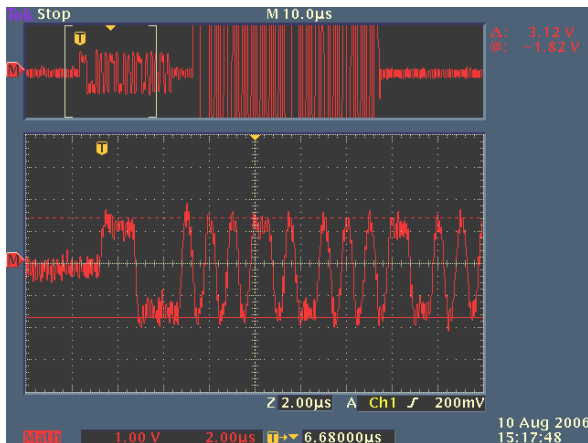 Tek Stop M 10.0µs
T
M
Δ: 3.12 V
@: -1.82 V
T
M
Z 2.00µs A Ch1 ƒ 200mV
Math 1.00 V 2.00µs T→▾ 6.68000µs
10 Aug 2006
15:17:48